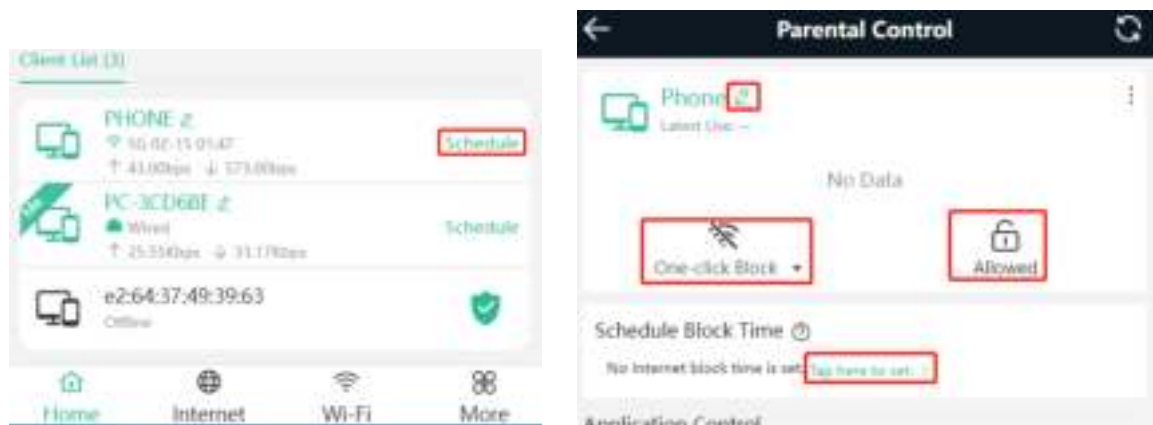 Client List (3)
PHONE
Schedule
PC-3CD6BE
Wired
Schedule
e2:64:37:49:39:63
Offline
Home
Internet
Wi-Fi
More
Parental Control
Phone
No Data
One-click Block
Allowed
Schedule Block Time
No Internet block time is set. Tap here to set.
Application Control